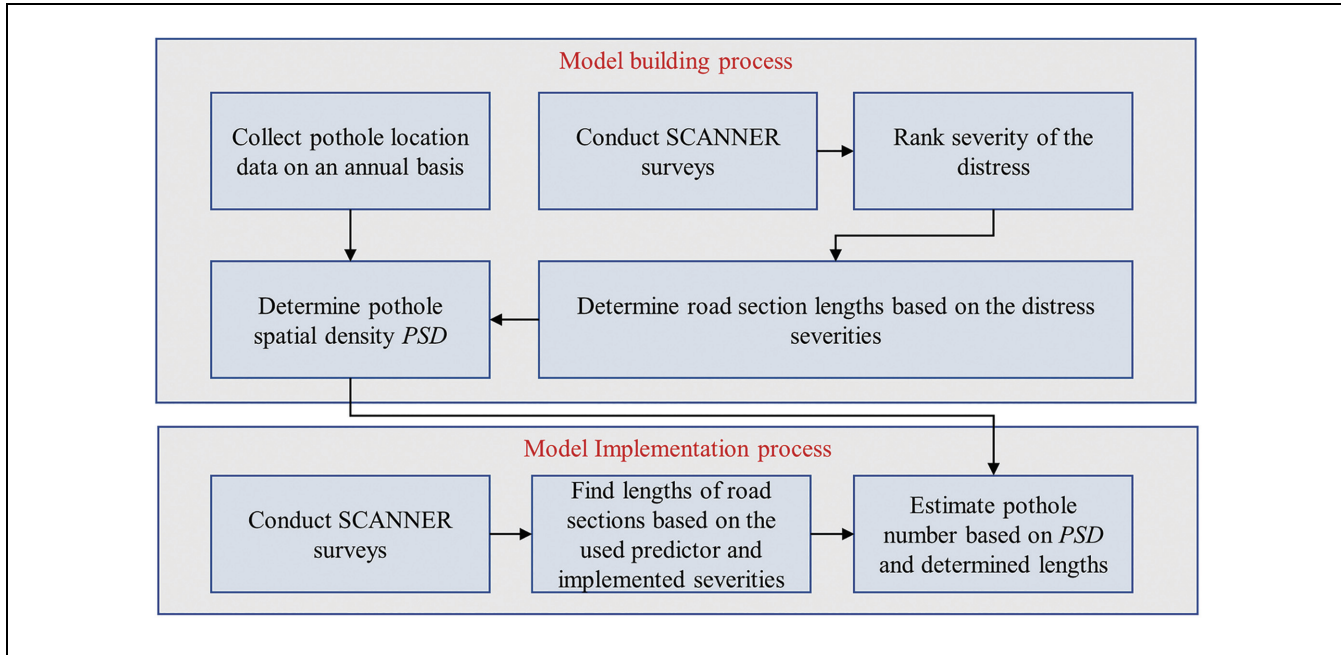 Model building process
Collect pothole location
data on an annual basis
Conduct SCANNER
surveys
Rank severity of the
distress
Determine pothole
spatial density PSD
Determine road section lengths based on the distress
severities
Model Implementation process
Conduct SCANNER
surveys
Find lengths of road
sections based on the
used predictor and
implemented severities
Estimate pothole
number based on PSD
and determined lengths